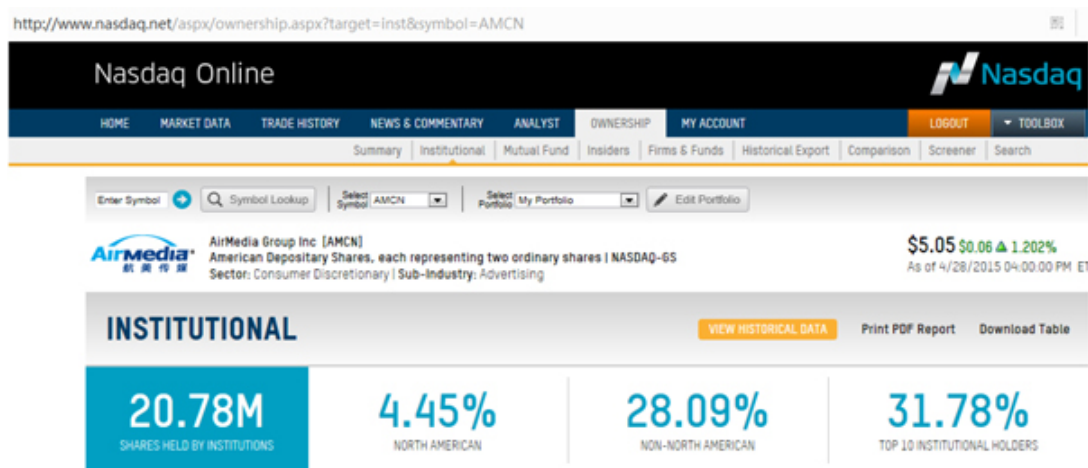 http://www.nasdaq.net/aspx/ownership.aspx?target=inst&symbol=AMCN
Nasdaq Online
Nasdaq
HOME MARKET DATA TRADE HISTORY NEWS & COMMENTARY ANALYST OWNERSHIP MY ACCOUNT LOGOUT TOOLBOX
Summary Institutional Mutual Fund Insiders Firms & Funds Historical Export Comparison Screener Search
Enter Symbol Symbol Lookup Select Symbol AMCN Select Portfolio My Portfolio Edit Portfolio
AirMedia
航美传媒
AirMedia Group Inc [AMCN]
American Depositary Shares, each representing two ordinary shares | NASDAQ-GS
Sector: Consumer Discretionary | Sub-Industry: Advertising
$5.05 $0.06 1.202%
As of 4/28/2015 04:00:00 PM ET
INSTITUTIONAL
VIEW HISTORICAL DATA Print PDF Report Download Table
20.78M 4.45% 28.09% 31.78%
SHARES HELD BY INSTITUTIONS NORTH AMERICAN NON-NORTH AMERICAN TOP 10 INSTITUTIONAL HOLDERS